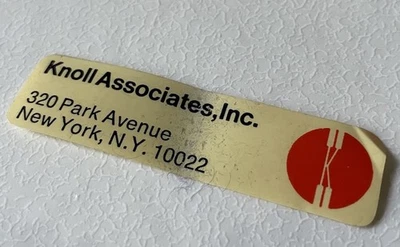 Knoll Associates, Inc.
320 Park Avenue
New York, N.Y. 10022